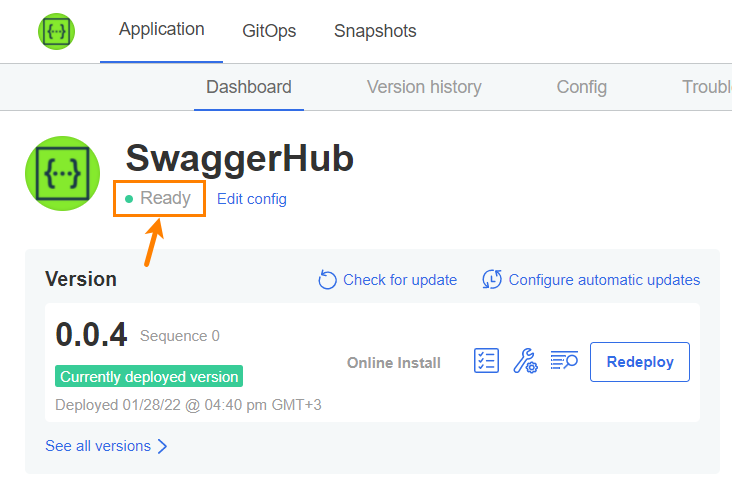 Application GitOps Snapshots
Dashboard Version history Config Troubl
SwaggerHub
Ready Edit config
Version Check for update Configure automatic updates
0.0.4 Sequence 0
Online Install Redeploy
Currently deployed version
Deployed 01/28/22 @ 04:40 pm GMT+3
See all versions